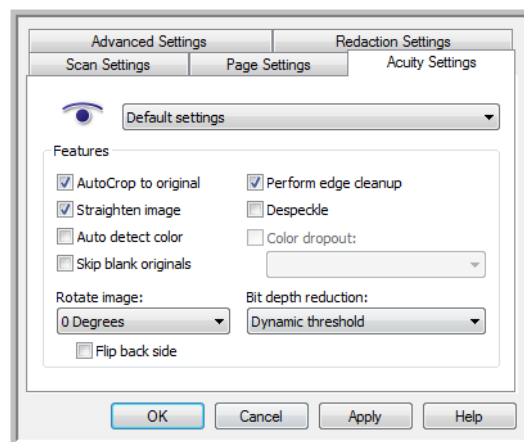 Advanced Settings Redaction Settings
Scan Settings Page Settings Acuity Settings
Default settings
Features
AutoCrop to original Perform edge cleanup
Straighten image Despeckle
Auto detect color Color dropout:
Skip blank originals
Rotate image: Bit depth reduction:
0 Degrees Dynamic threshold
Flip back side
OK Cancel Apply Help